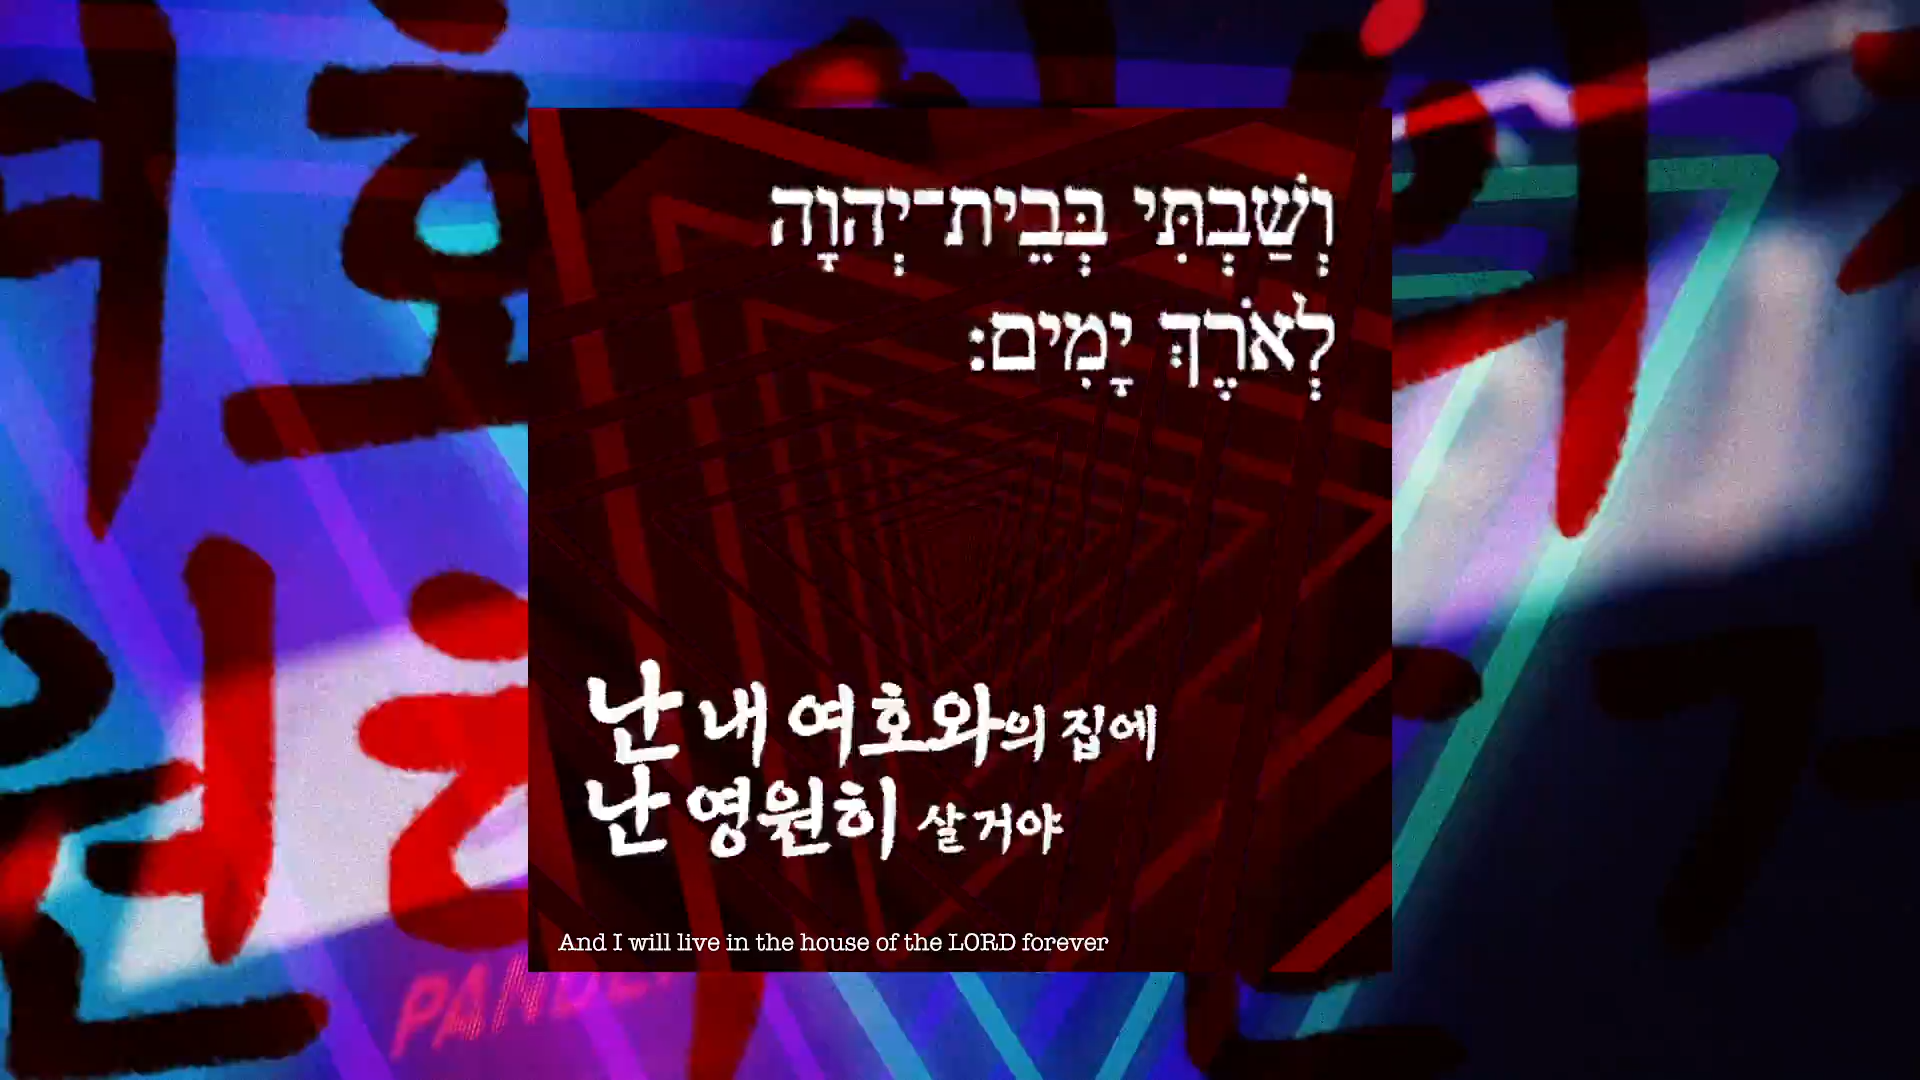 וְשַׁבְתִּי בְּבֵית־יְהוָה
לְאֹרֶךְ יָמִים׃
난 내 여호와의 집에
난 영원히 살 거야
And I will live in the house of the LORD forever